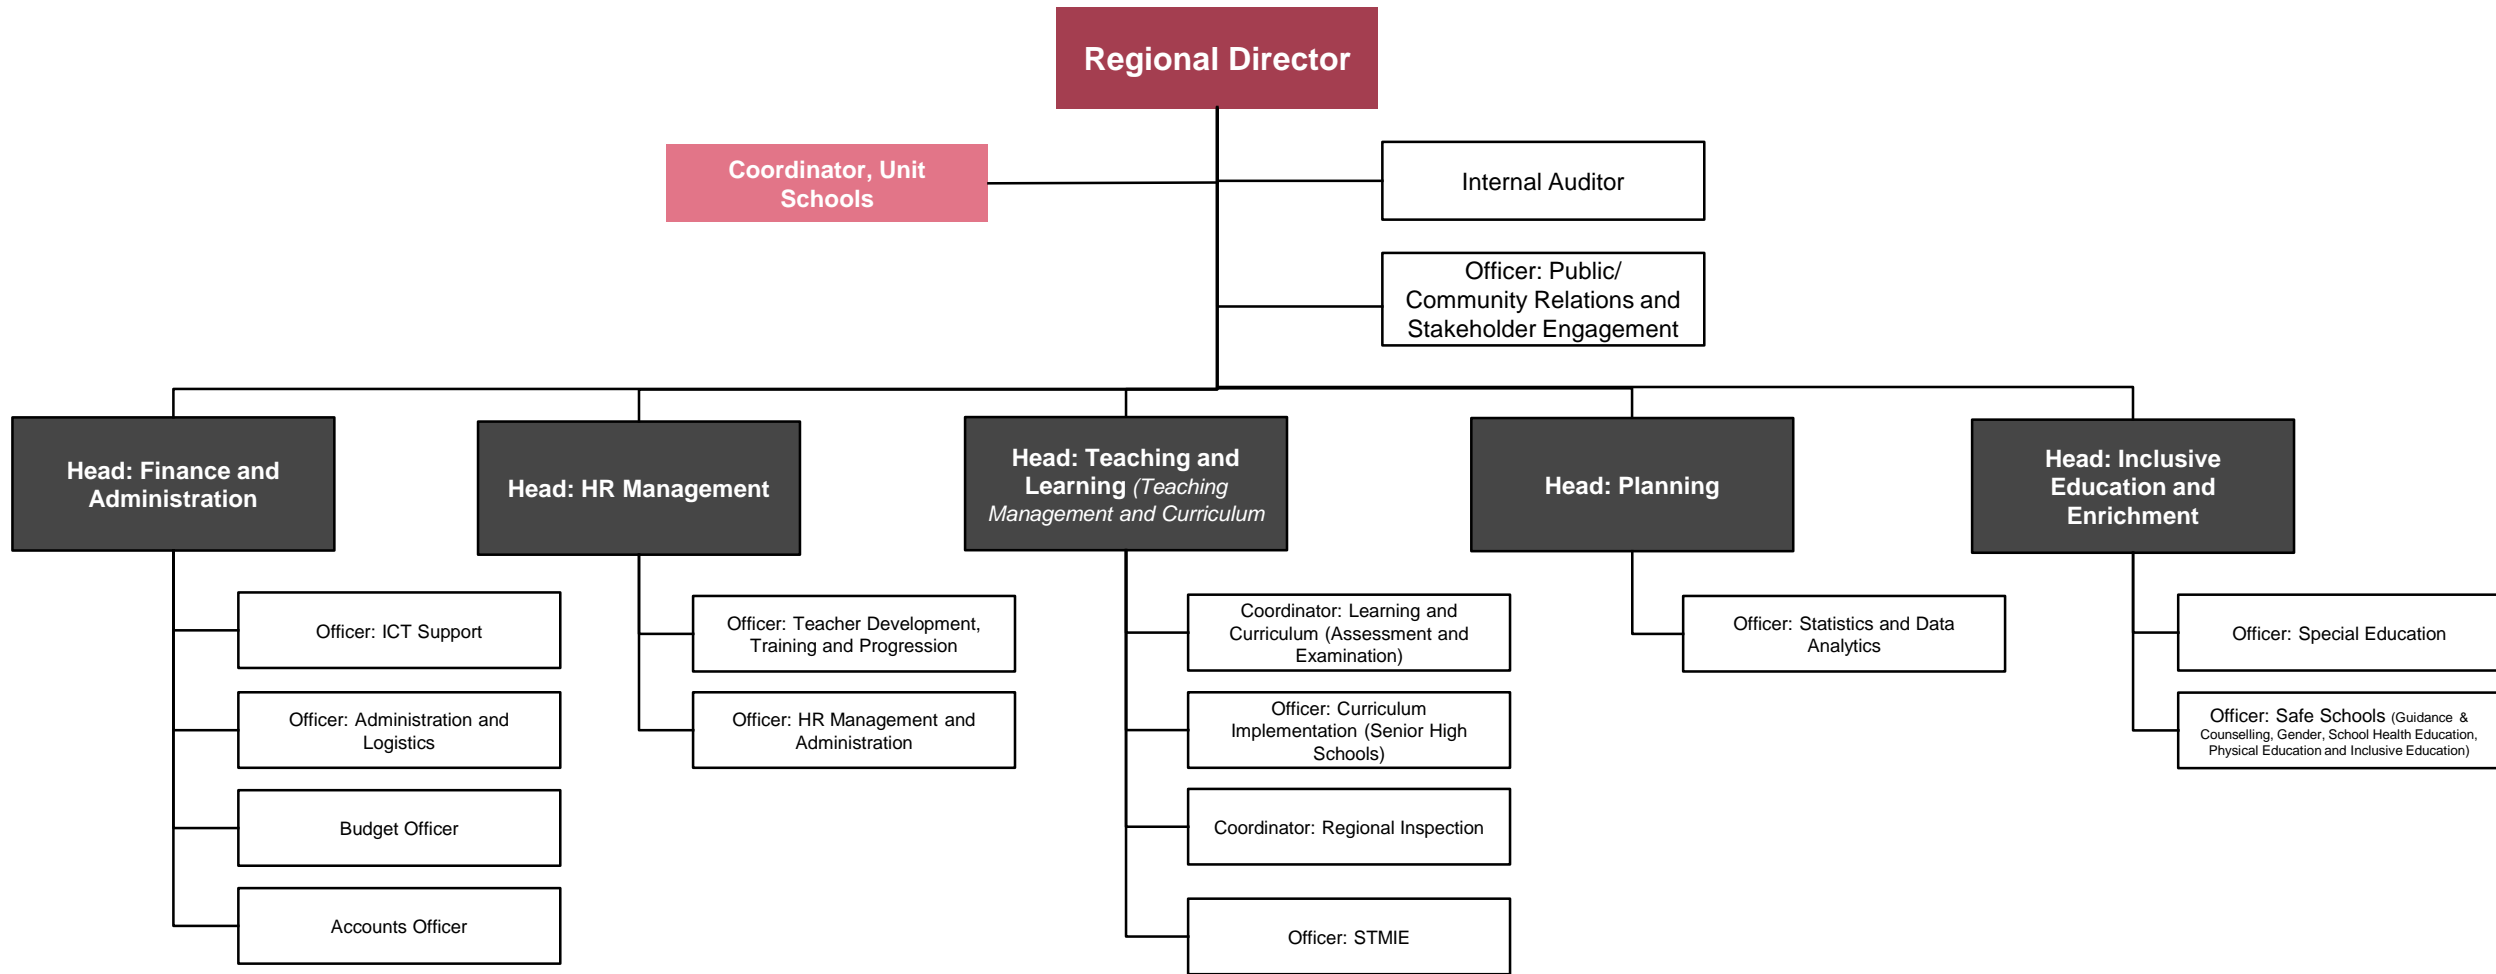 Regional Director
Coordinator, Unit
Schools
Internal Auditor
Officer: Public/
Community Relations and
Stakeholder Engagement
Head: Finance and
Administration
Head: HR Management
Head: Teaching and
Learning (Teaching
Management and Curriculum
Head: Planning
Head: Inclusive
Education and
Enrichment
Officer: ICT Support
Officer: Administration and
Logistics
Budget Officer
Accounts Officer
Officer: Teacher Development,
Training and Progression
Officer: HR Management and
Administration
Coordinator: Learning and
Curriculum (Assessment and
Examination)
Officer: Curriculum
Implementation (Senior High
Schools)
Coordinator: Regional Inspection
Officer: STMIE
Officer: Statistics and Data
Analytics
Officer: Special Education
Officer: Safe Schools (Guidance &
Counselling, Gender, School Health Education,
Physical Education and Inclusive Education)